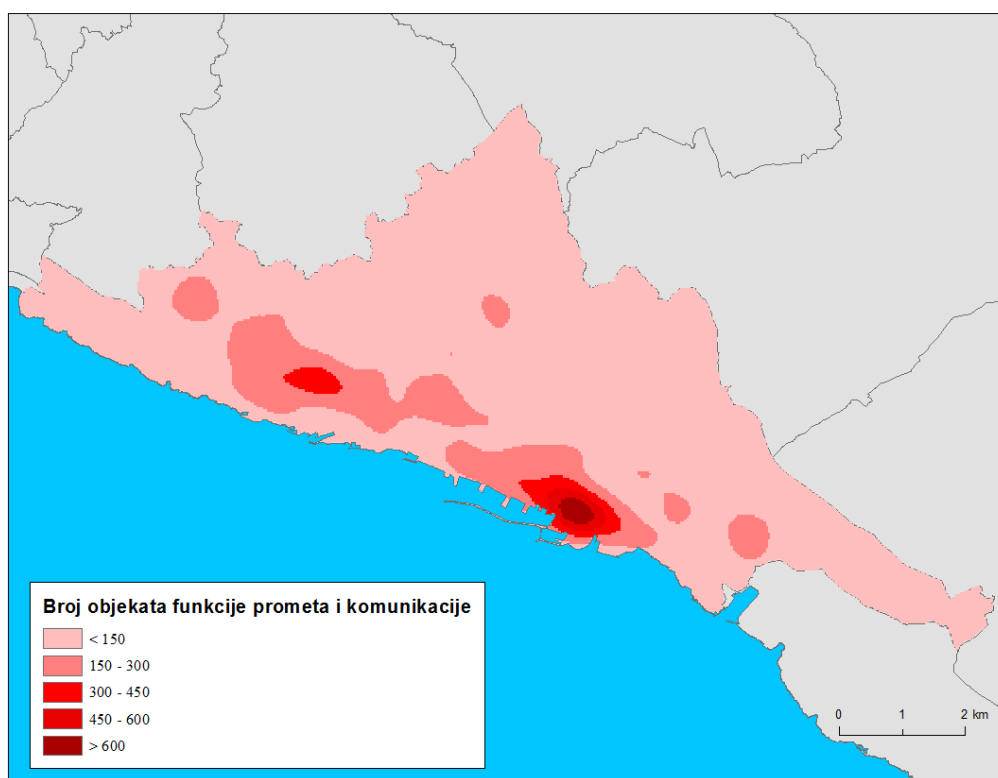 Broj objekata funkcije prometa i komunikacije
< 150
150 - 300
300 - 450
450 - 600
> 600
0 1 2 km